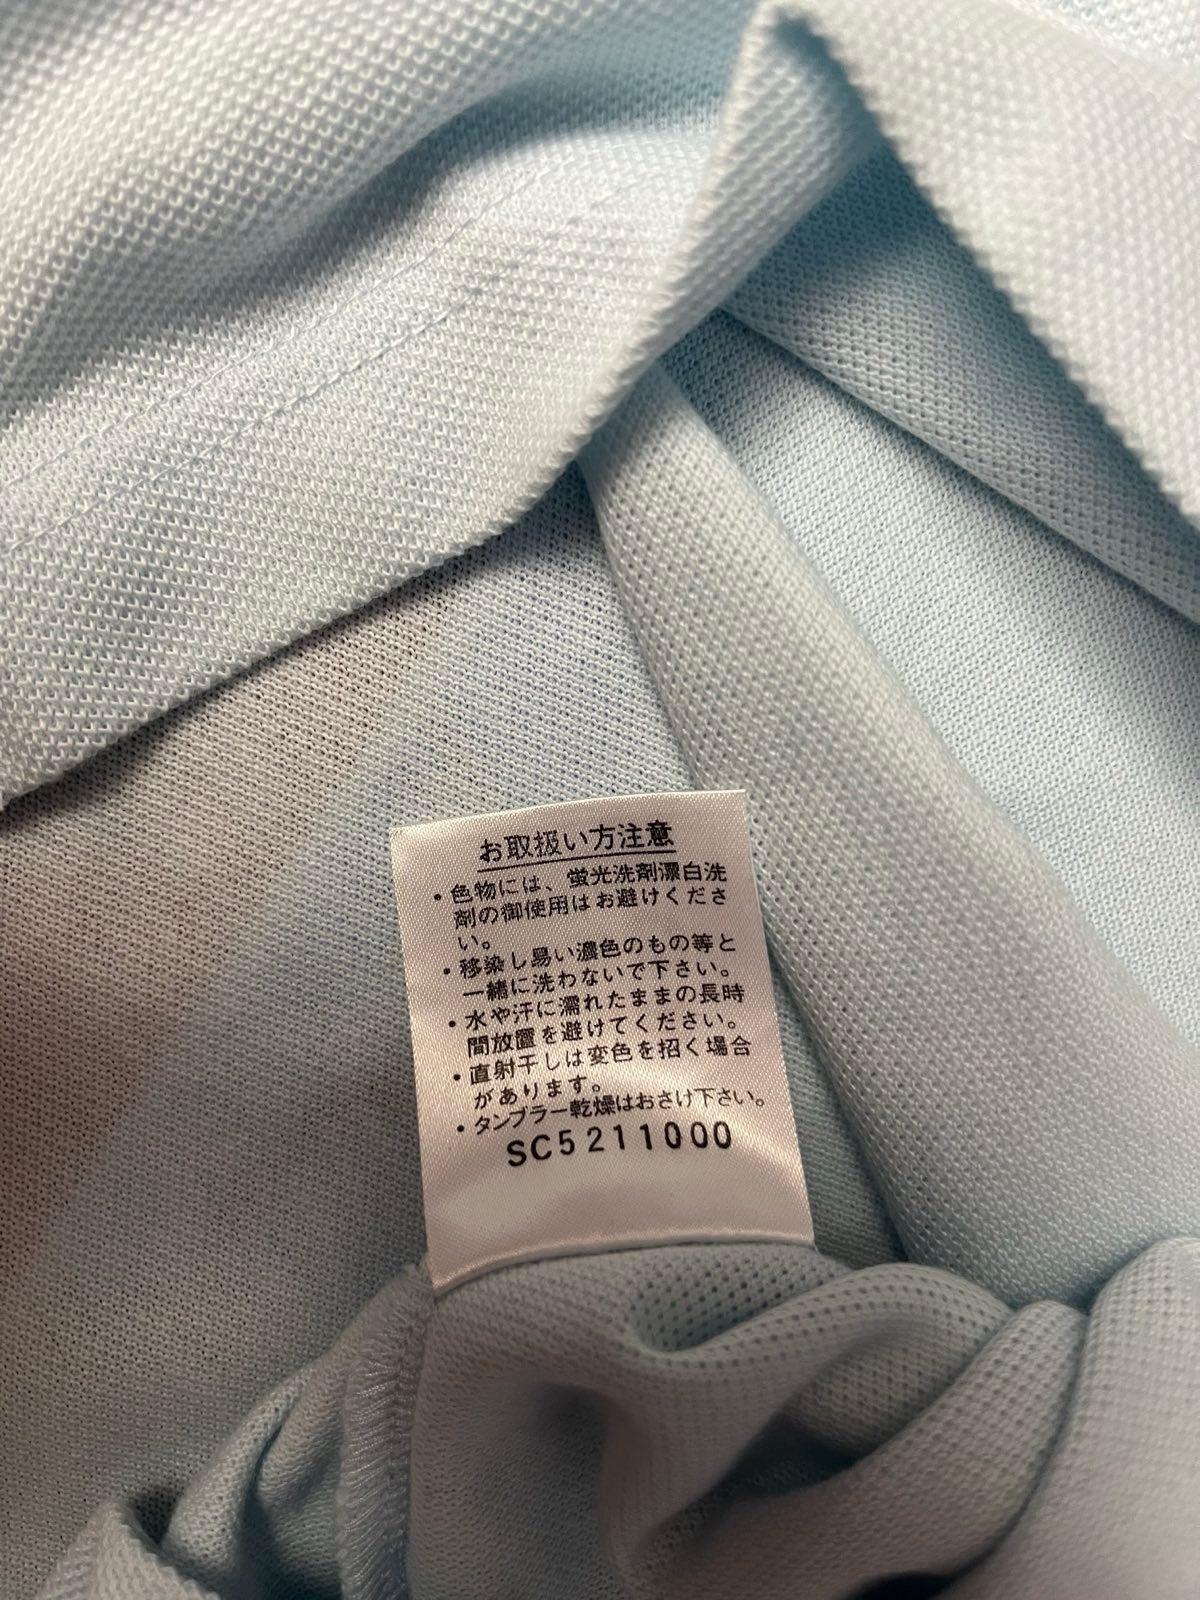 お取扱い方注意
・色物には、蛍光洗剤漂白洗
剤の御使用はお避けくださ
い。
・移染し易い濃色のもの等と
一緒に洗わないで下さい。
・水や汗に濡れたままの長時
間放置を避けてください。
・直射干しは変色を招く場合
があります。
・タンブラー乾燥はおさけ下さい。
SC5211000